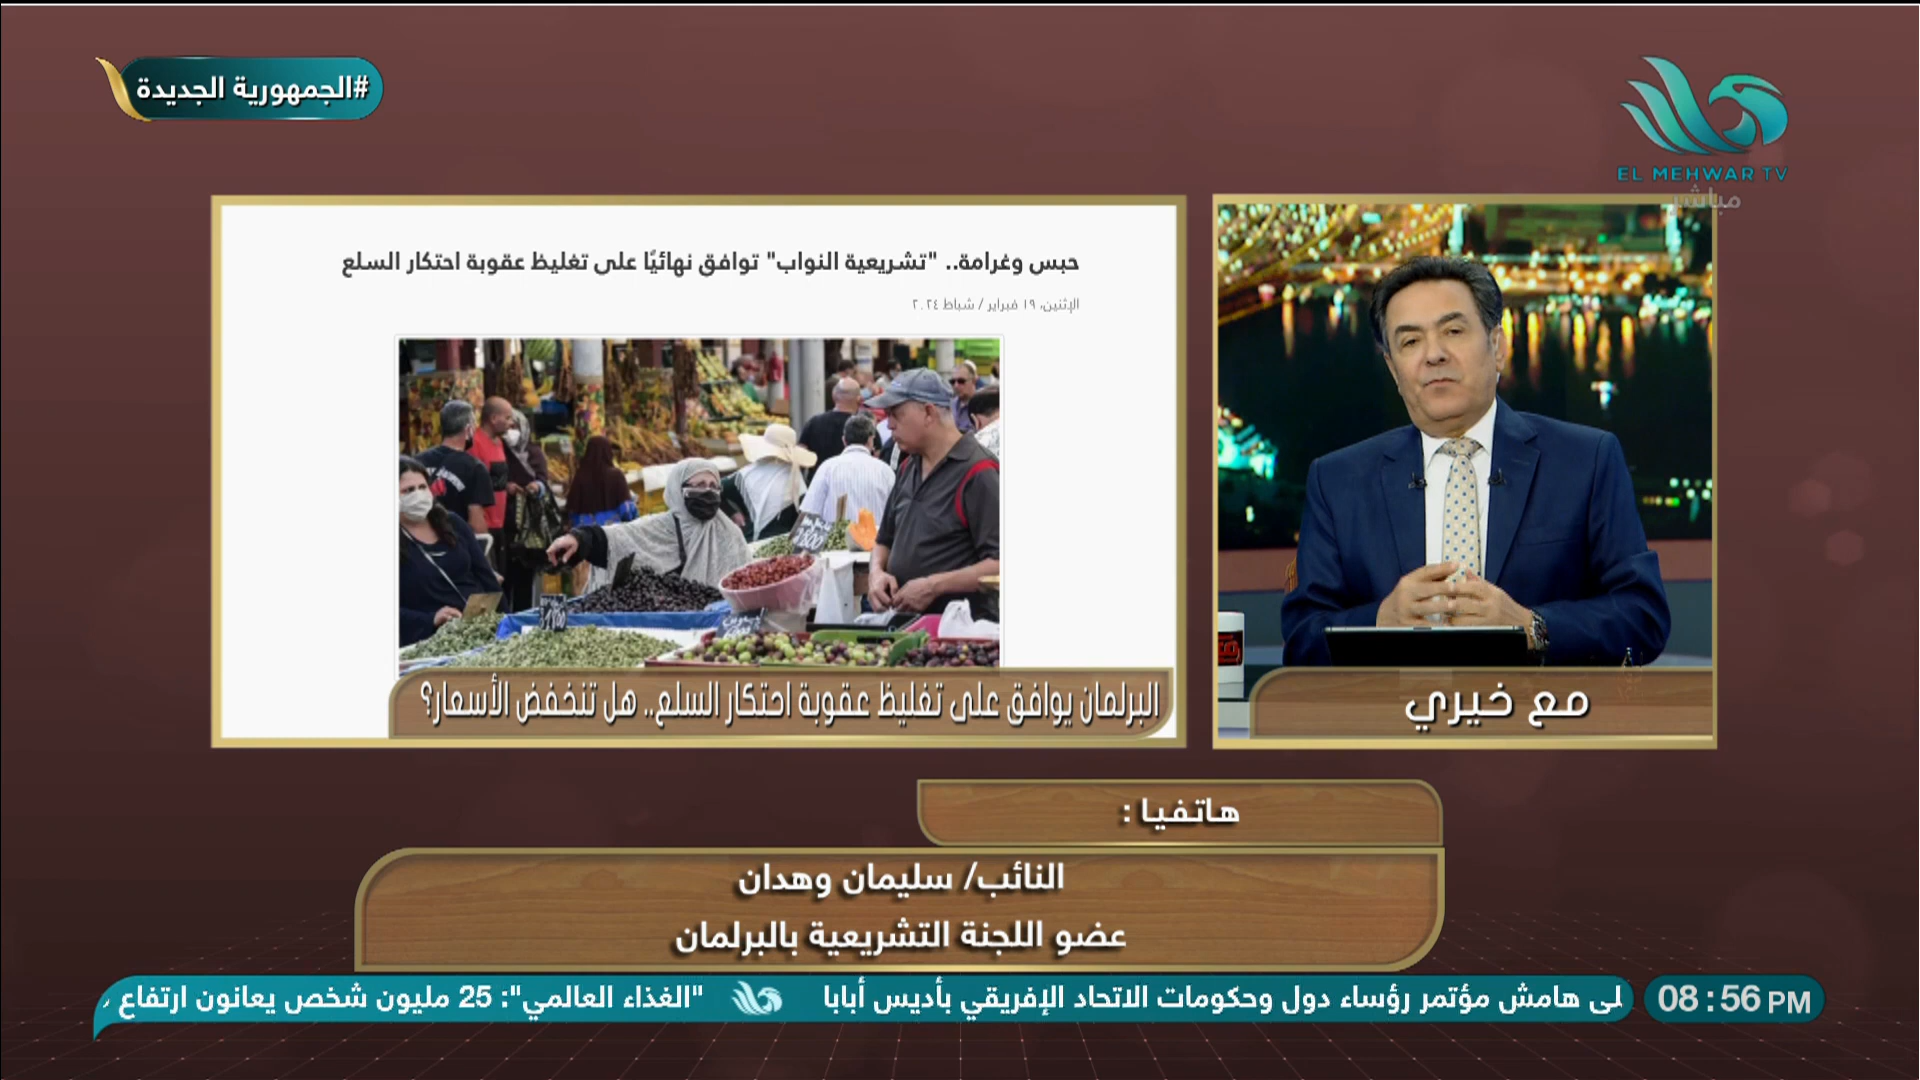 #الجمهورية الجديدة
EL MEHWAR TV
مباشر
حبس وغرامة.. "تشريعية النواب" توافق نهائيًا على تغليظ عقوبة احتكار السلع
الإثنين، ١٩ فبراير / شباط ٢٠٢٤
البرلمان يوافق على تغليظ عقوبة احتكار السلع.. هل تنخفض الأسعار؟
مع خيري
هاتفيا :
النائب/ سليمان وهدان
عضو اللجنة التشريعية بالبرلمان
لى هامش مؤتمر رؤساء دول وحكومات الاتحاد الإفريقي بأديس أبابا "الغذاء العالمي": 25 مليون شخص يعانون ارتفاع
08:56 PM